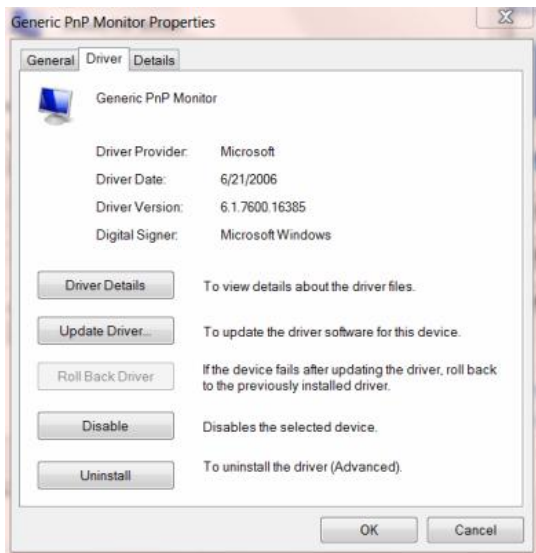 Generic PnP Monitor Properties
General Driver Details
Generic PnP Monitor
Driver Provider: Microsoft
Driver Date: 6/21/2006
Driver Version: 6.1.7600.16385
Digital Signer: Microsoft Windows
Driver Details To view details about the driver files.
Update Driver... To update the driver software for this device.
Roll Back Driver If the device fails after updating the driver, roll back
to the previously installed driver.
Disable Disables the selected device.
Uninstall To uninstall the driver (Advanced).
OK Cancel